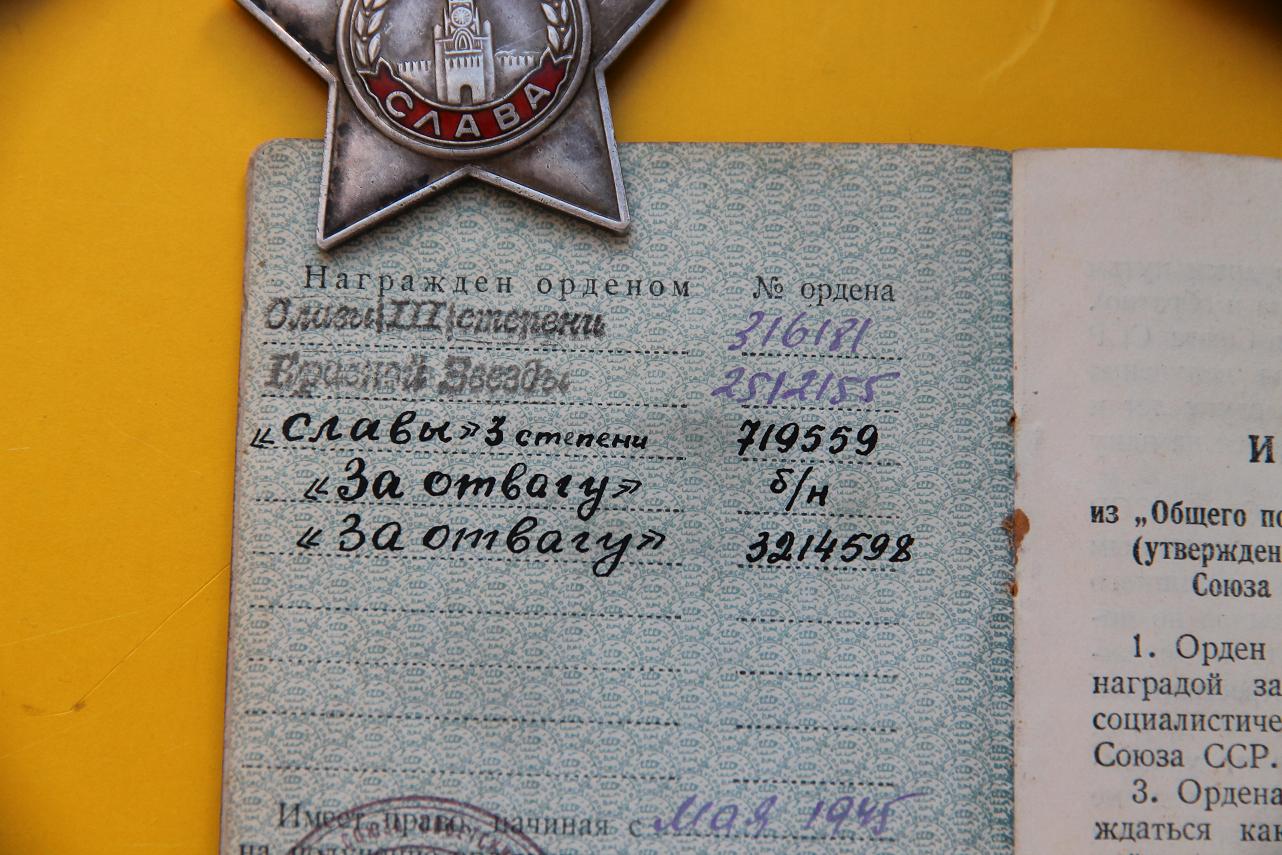 СЛАВА
Награжден орденом № ордена
Славы III степени 316181
Красной Звезды 2512155
«Славы» 3 степени 719559
«За отвагу» б/н
«За отвагу» 3214598
Имеет право, начиная с Мая 1945
на
И
из „Общего по
(утвержден
Союза
1. Орден
наградой за
социалистиче
Союза ССР.
3. Ордена
ждаться как